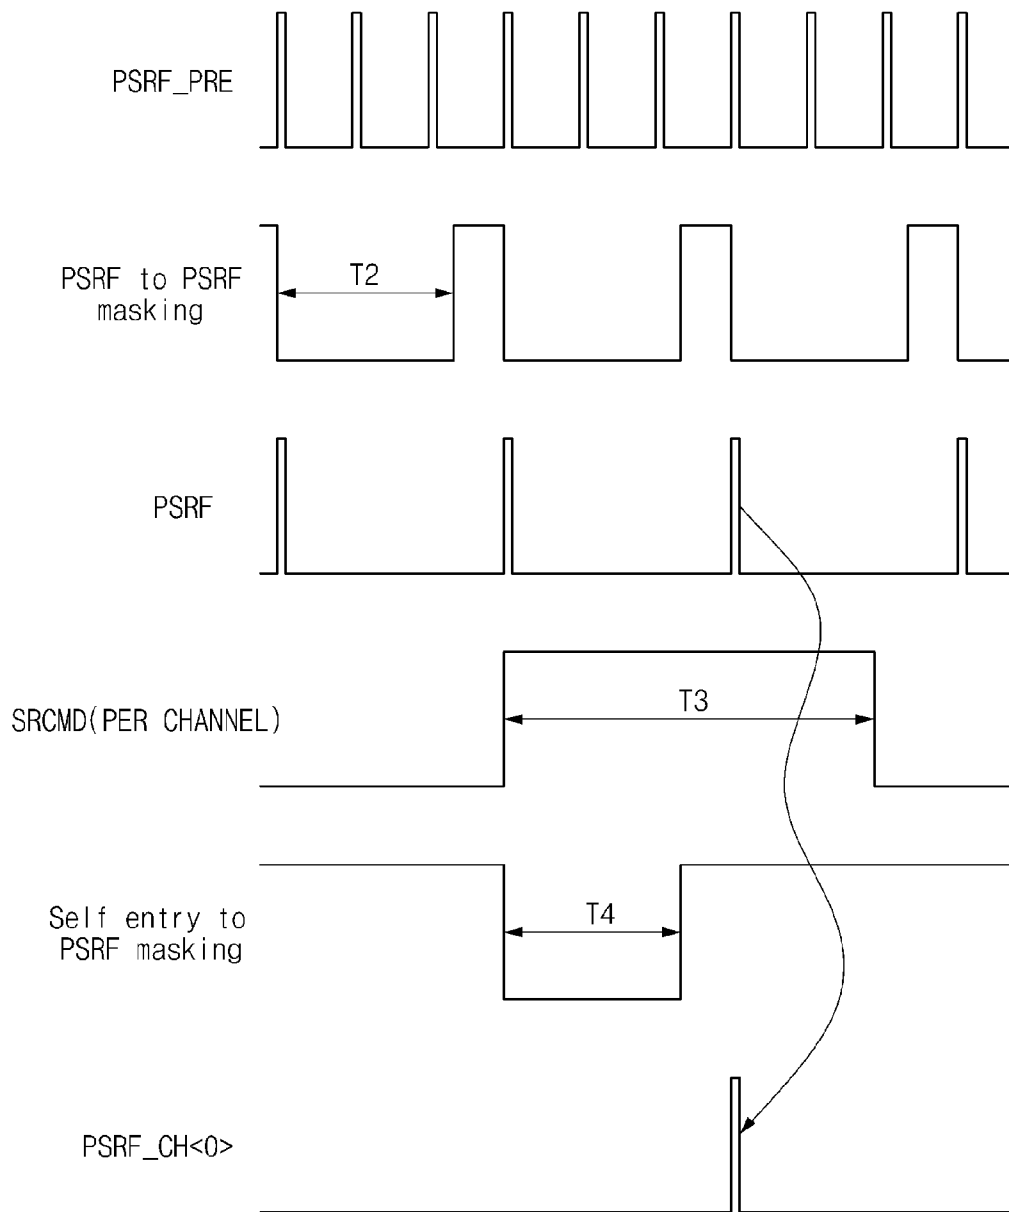 PSRF_PRE
PSRF to PSRF
masking
T2
PSRF
SRCMD(PER CHANNEL)
T3
Self entry to
PSRF masking
T4
PSRF_CH<0>